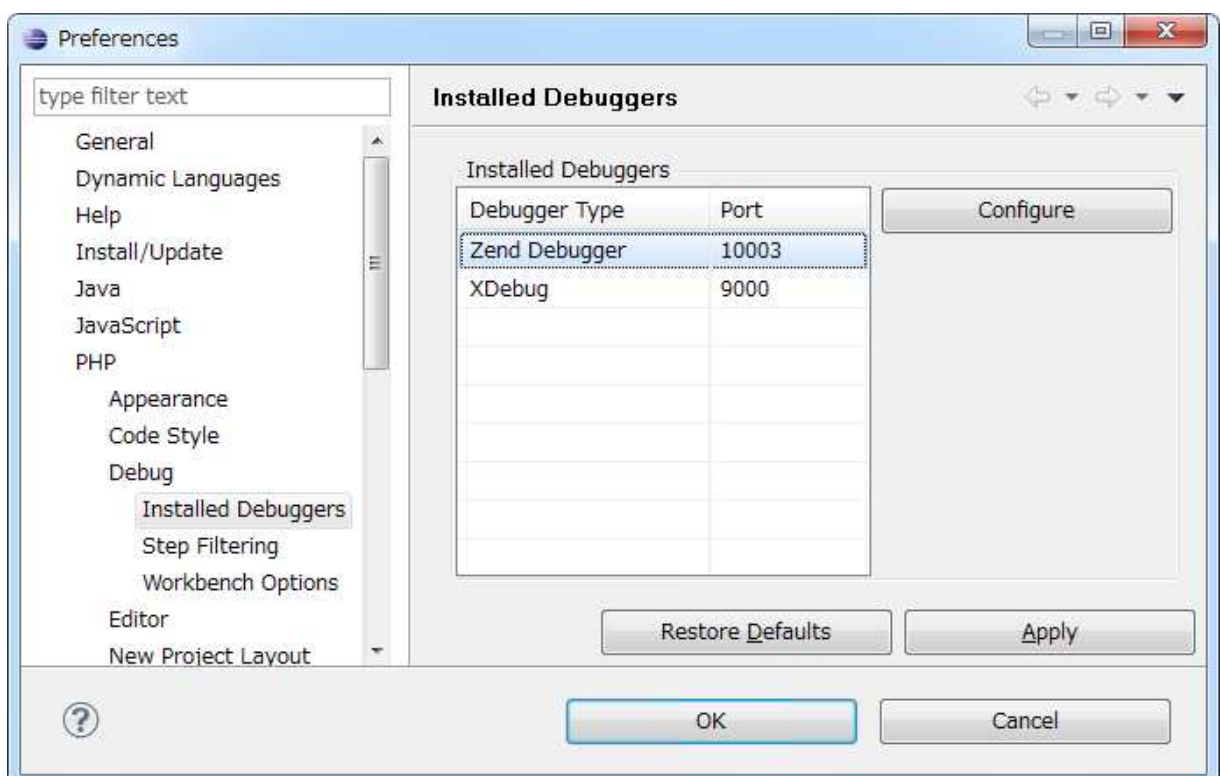 Preferences
type filter text
General
Dynamic Languages
Help
Install/Update
Java
JavaScript
PHP
Appearance
Code Style
Debug
Installed Debuggers
Step Filtering
Workbench Options
Editor
New Project Layout
Installed Debuggers
Installed Debuggers
Debugger Type Port
Zend Debugger 10003
XDebug 9000
Configure
Restore Defaults
Apply
OK
Cancel